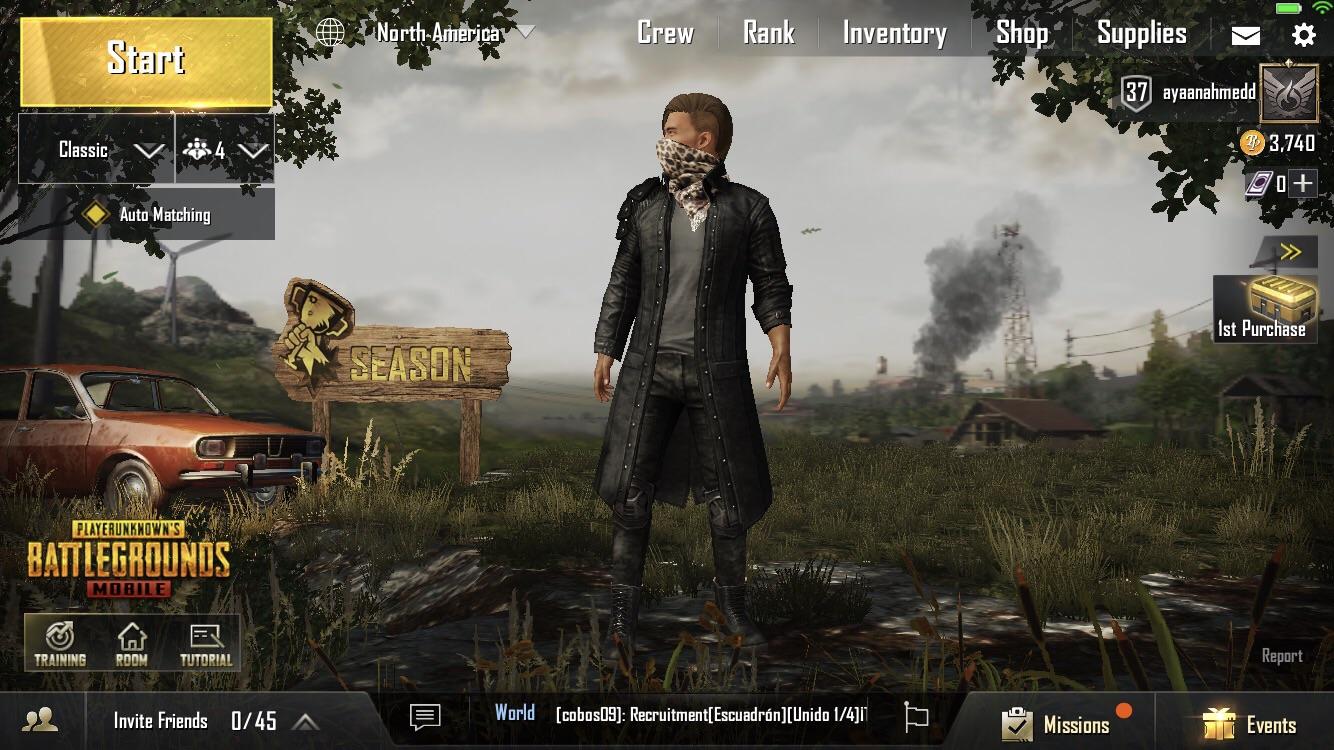 Start
North America
Crew
Rank
Inventory
Shop
Supplies
Classic
4
Auto Matching
37
ayaanahmedd
3,740
0
1st Purchase
SEASON
PLAYERUNKNOWN'S
BATTLEGROUNDS
MOBILE
TRAINING
ROOM
TUTORIAL
Report
Invite Friends 0/45
World
[cobos09]: Recruitment[Escuadrón][Unido 1/4]
Missions
Events